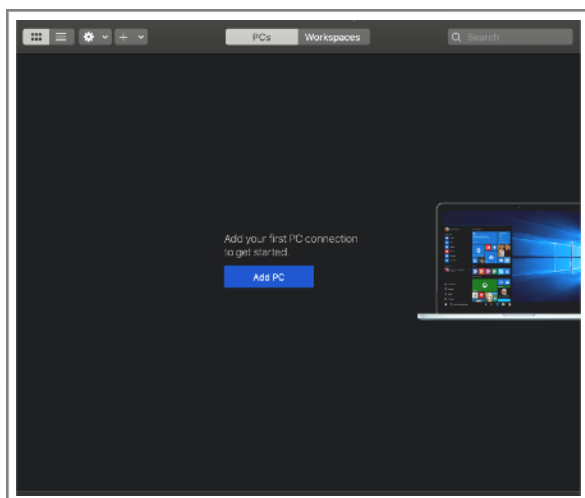 PCs Workspaces Search
Add your first PC connection
to get started.
Add PC